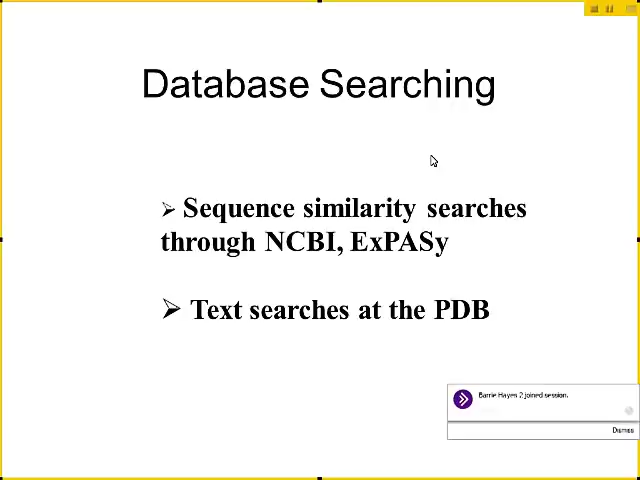 Database Searching
➢ Sequence similarity searches
through NCBI, ExPASy
➢ Text searches at the PDB
Barrie Hayes 2 joined session.
Dismiss